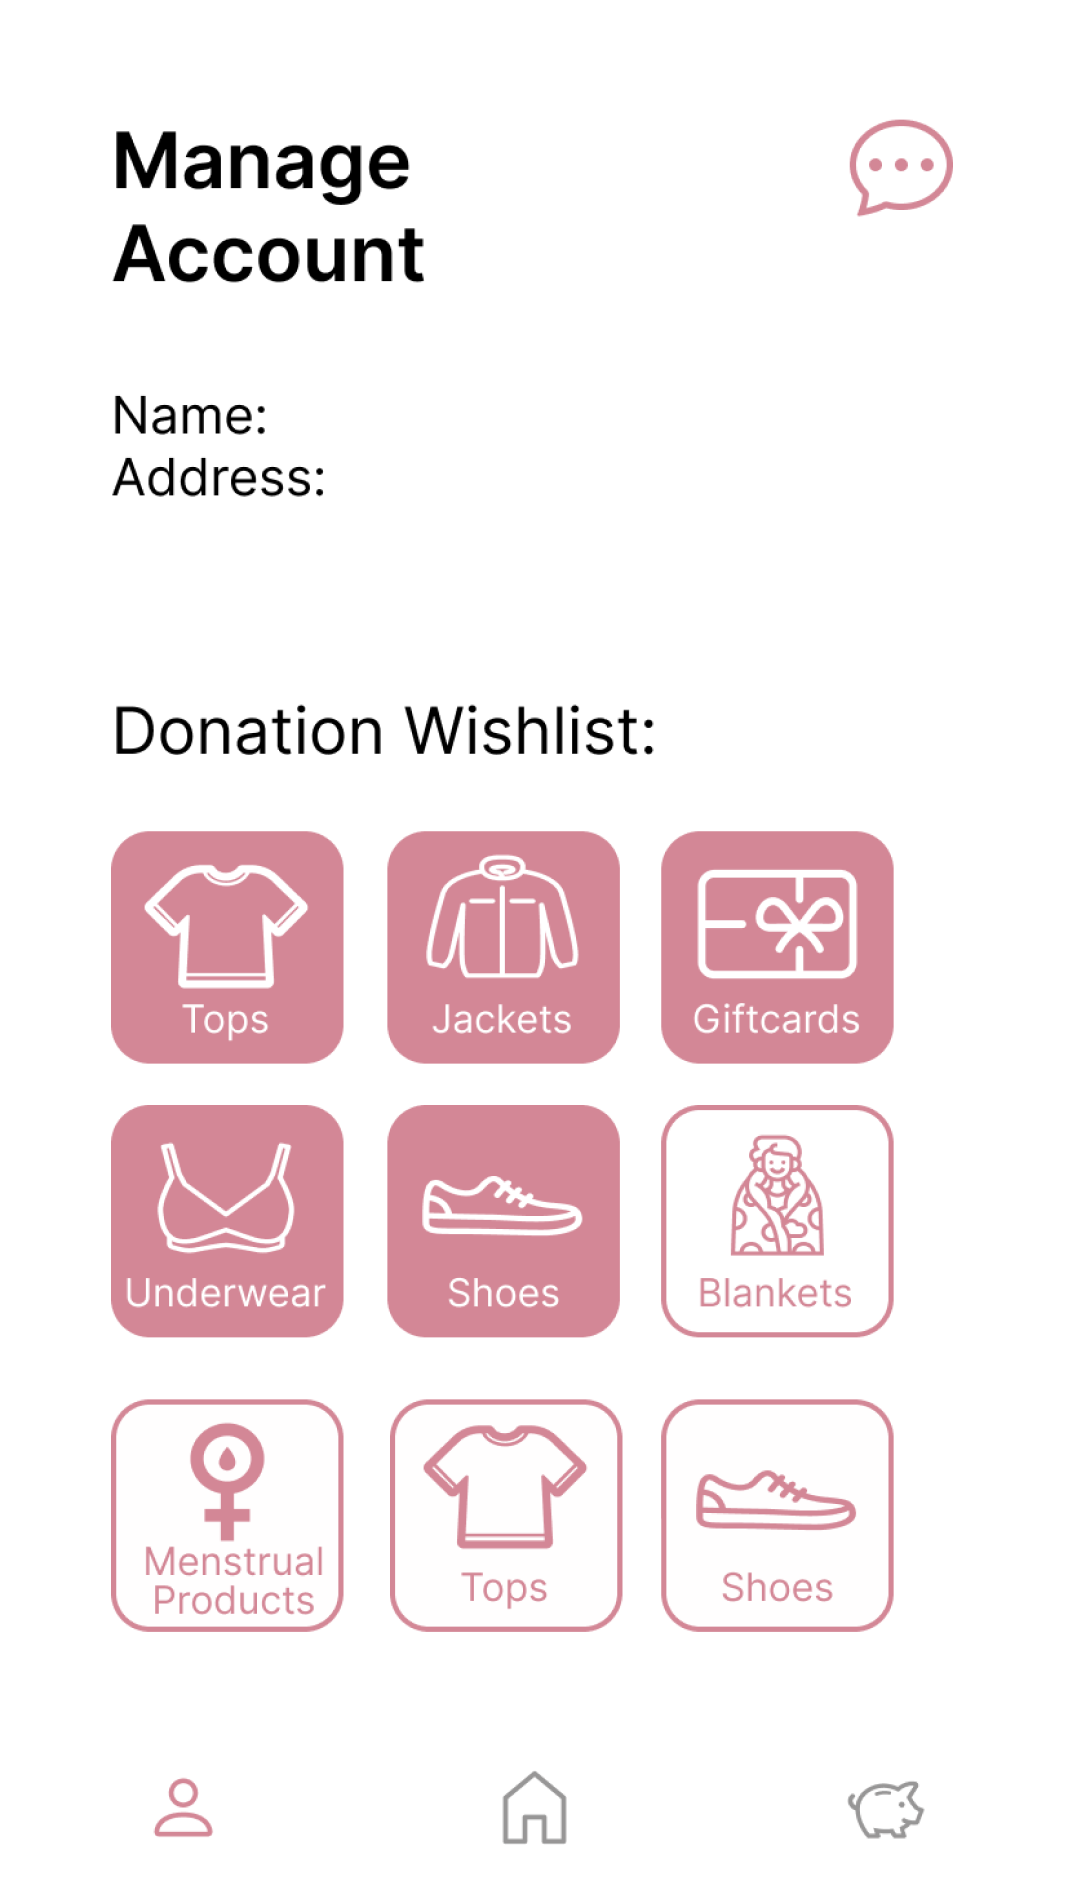 Manage
Account
Name:
Address:
Donation Wishlist:
Tops
Jackets
Giftcards
Underwear
Shoes
Blankets
Menstrual
Products
Tops
Shoes